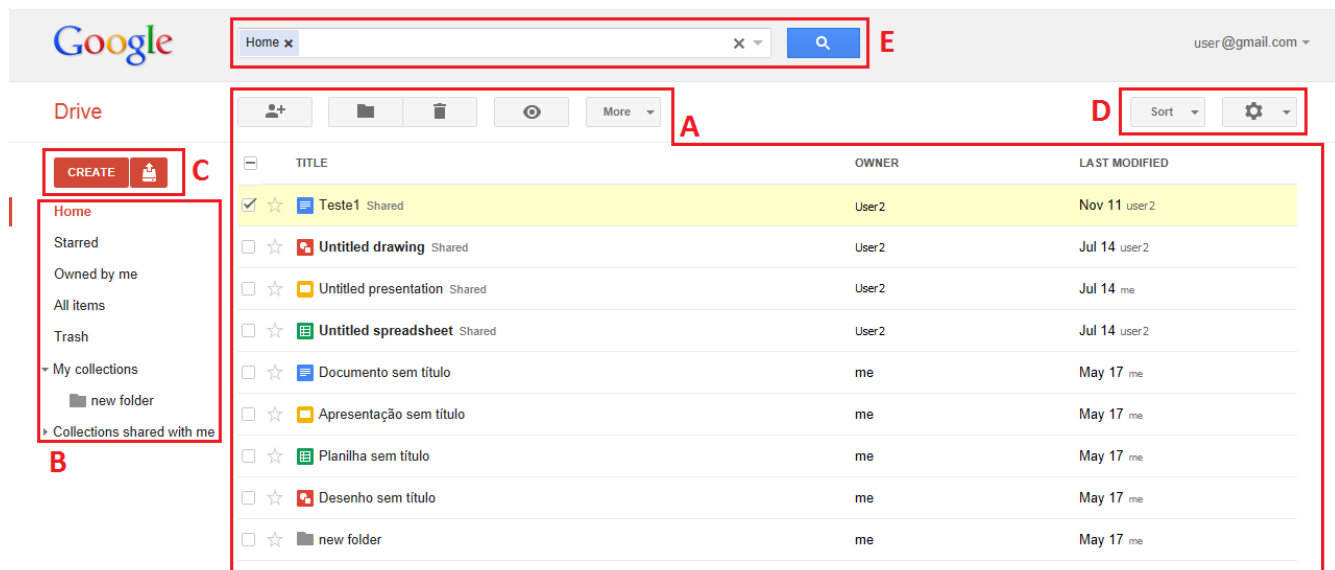 Google
Home × × E user@gmail.com
Drive
More A D Sort
CREATE C
TITLE OWNER LAST MODIFIED
Home
Teste1 Shared User2 Nov 11 user2
Starred
Untitled drawing Shared User2 Jul 14 user2
Owned by me
Untitled presentation Shared User2 Jul 14 me
All items
Trash
Untitled spreadsheet Shared User2 Jul 14 user2
My collections
Documento sem título me May 17 me
new folder
Apresentação sem título me May 17 me
Collections shared with me
B
Planilha sem título me May 17 me
Desenho sem título me May 17 me
new folder me May 17 me